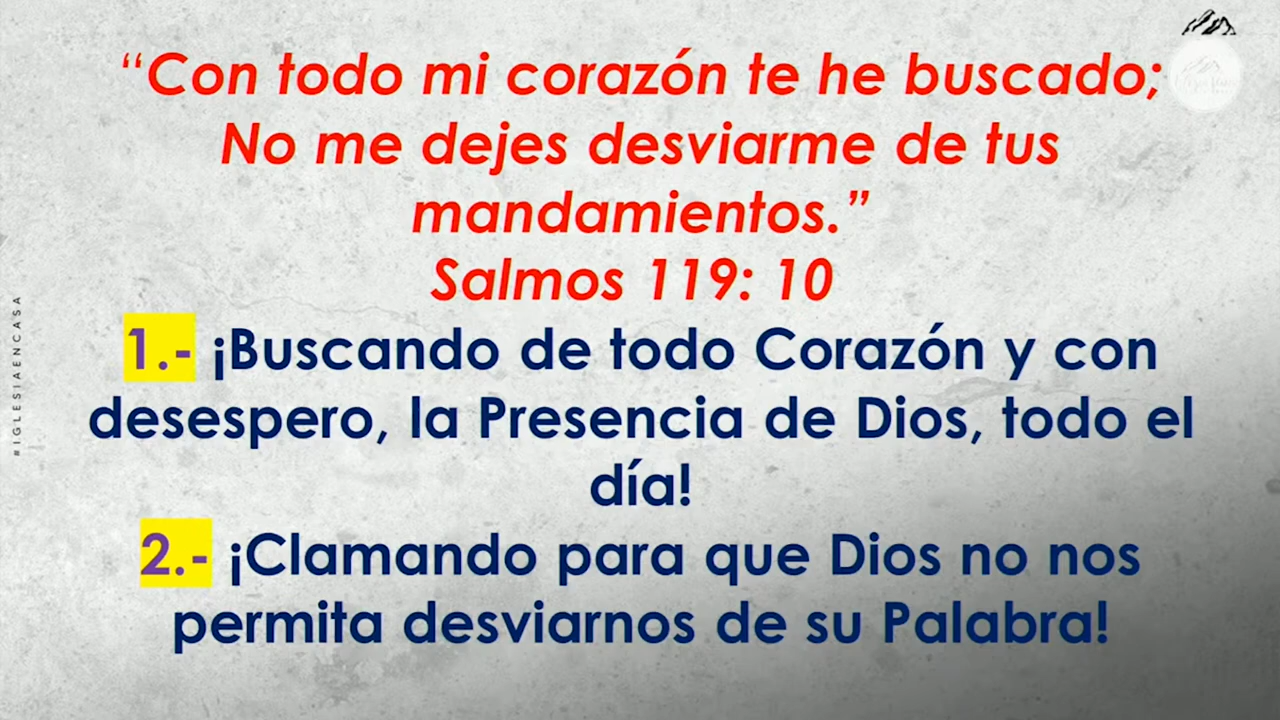 “Con todo mi corazón te he buscado;
No me dejes desviarme de tus
mandamientos.”
Salmos 119: 10
1.- ¡Buscando de todo Corazón y con
desespero, la Presencia de Dios, todo el
día!
2.- ¡Clamando para que Dios no nos
permita desviarnos de su Palabra!
#IGLESIAENCASA